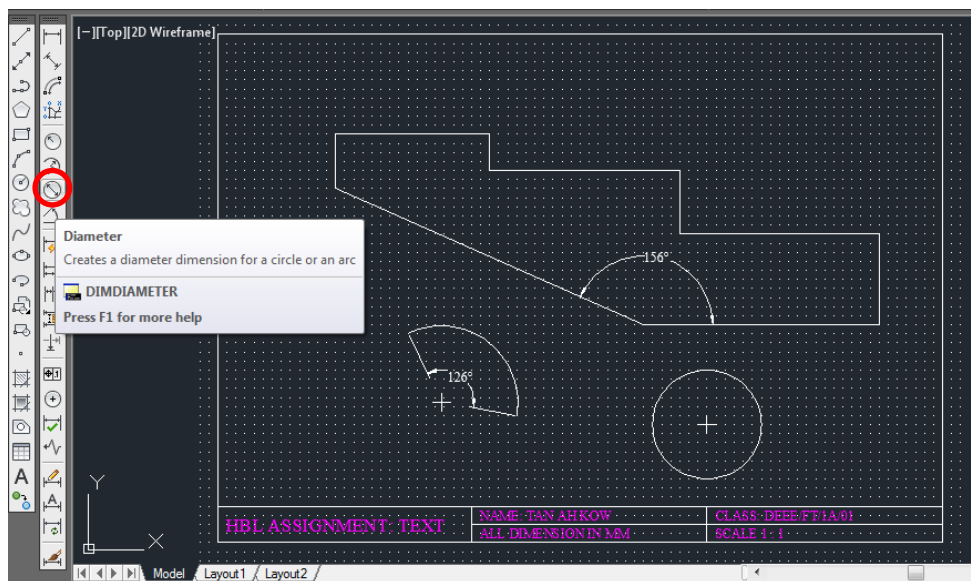 [−][Top][2D Wireframe]
Diameter
Creates a diameter dimension for a circle or an arc
DIMDIAMETER
Press F1 for more help
156°
126°
HBL ASSIGNMENT TEXT
NAME: TAN AH KOW
CLASS: DEEE/FT/1A/01
ALL DIMENSION IN MM
SCALE 1 : 1
Y
X
Model
Layout1
Layout2